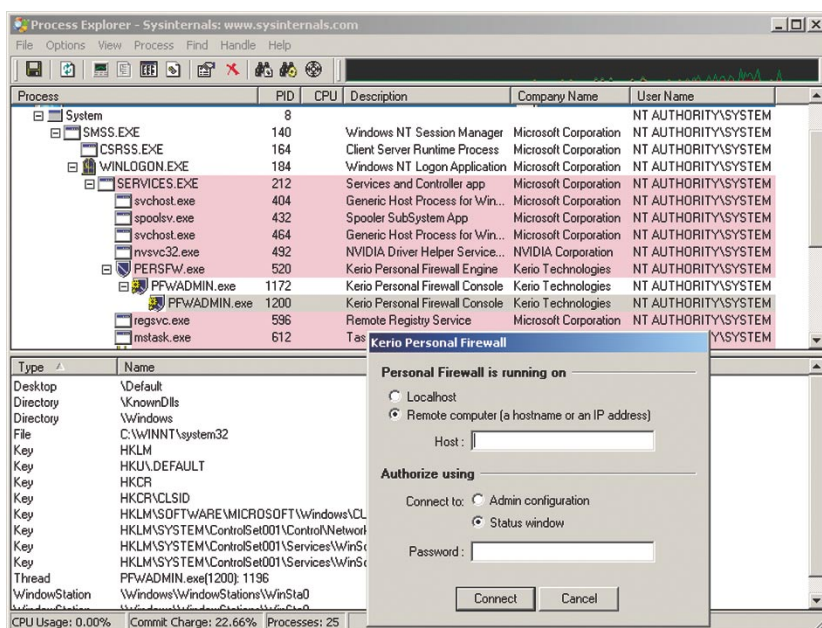 Process Explorer - Sysinternals: www.sysinternals.com
File Options View Process Find Handle Help
Process PID CPU Description Company Name User Name
System 8 NT AUTHORITY\SYSTEM
SMSS.EXE 140 Windows NT Session Manager Microsoft Corporation NT AUTHORITY\SYSTEM
CSRSS.EXE 164 Client Server Runtime Process Microsoft Corporation NT AUTHORITY\SYSTEM
WINLOGON.EXE 184 Windows NT Logon Application Microsoft Corporation NT AUTHORITY\SYSTEM
SERVICES.EXE 212 Services and Controller app Microsoft Corporation NT AUTHORITY\SYSTEM
svchost.exe 404 Generic Host Process for Win... Microsoft Corporation NT AUTHORITY\SYSTEM
spoolsv.exe 432 Spooler SubSystem App Microsoft Corporation NT AUTHORITY\SYSTEM
svchost.exe 464 Generic Host Process for Win... Microsoft Corporation NT AUTHORITY\SYSTEM
nvsvc32.exe 492 NVIDIA Driver Helper Service... NVIDIA Corporation NT AUTHORITY\SYSTEM
PERSFW.exe 520 Kerio Personal Firewall Engine Kerio Technologies NT AUTHORITY\SYSTEM
PFWADMIN.exe 1172 Kerio Personal Firewall Console Kerio Technologies NT AUTHORITY\SYSTEM
PFWADMIN.exe 1200 Kerio Personal Firewall Console Kerio Technologies NT AUTHORITY\SYSTEM
regsvc.exe 596 Remote Registry Service Microsoft Corporation NT AUTHORITY\SYSTEM
mstask.exe 612 Tas Y\SYSTEM
Type Name
Desktop \Default
Directory \KnownDlls
Directory \Windows
File C:\WINNT\system32
Key HKLM
Key HKU\.DEFAULT
Key HKCR
Key HKCR\CLSID
Key HKLM\SOFTWARE\MICROSOFT\Windows\CU
Key HKLM\SYSTEM\ControlSet001\Control\Network
Key HKLM\SYSTEM\ControlSet001\Services\WinSo
Key HKLM\SYSTEM\ControlSet001\Services\WinSo
Thread PFWADMIN.exe(1200): 1196
WindowStation \Windows\WindowStations\WinSta0
CPU Usage: 0.00% Commit Charge: 22.66% Processes: 25
Kerio Personal Firewall
Personal Firewall is running on
Localhost
Remote computer (a hostname or an IP address)
Host :
Authorize using
Connect to: Admin configuration
Status window
Password :
Connect Cancel